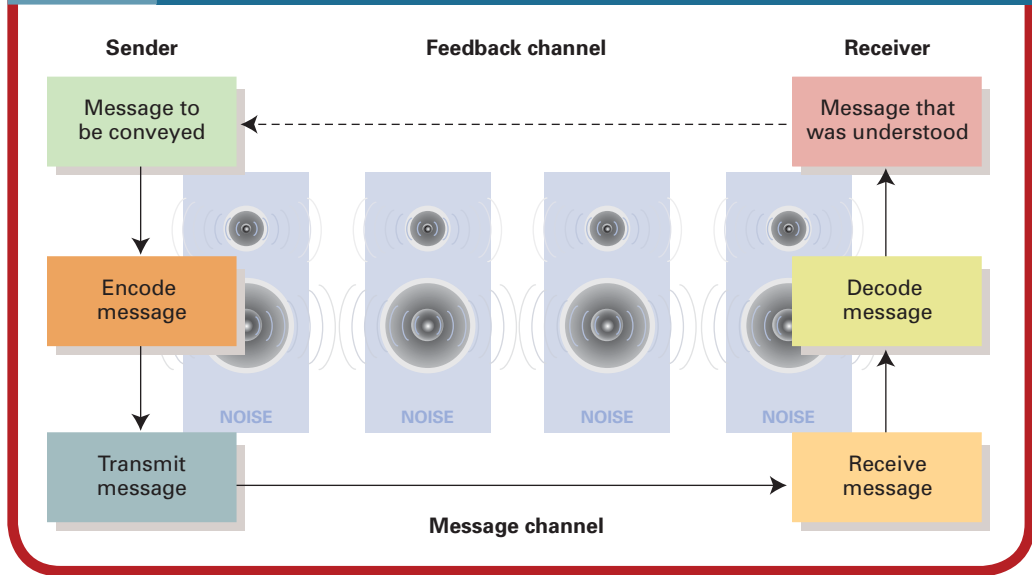 Sender
Feedback channel
Receiver
Message to
be conveyed
Message that
was understood
Encode
message
Decode
message
NOISE
NOISE
NOISE
NOISE
Transmit
message
Receive
message
Message channel